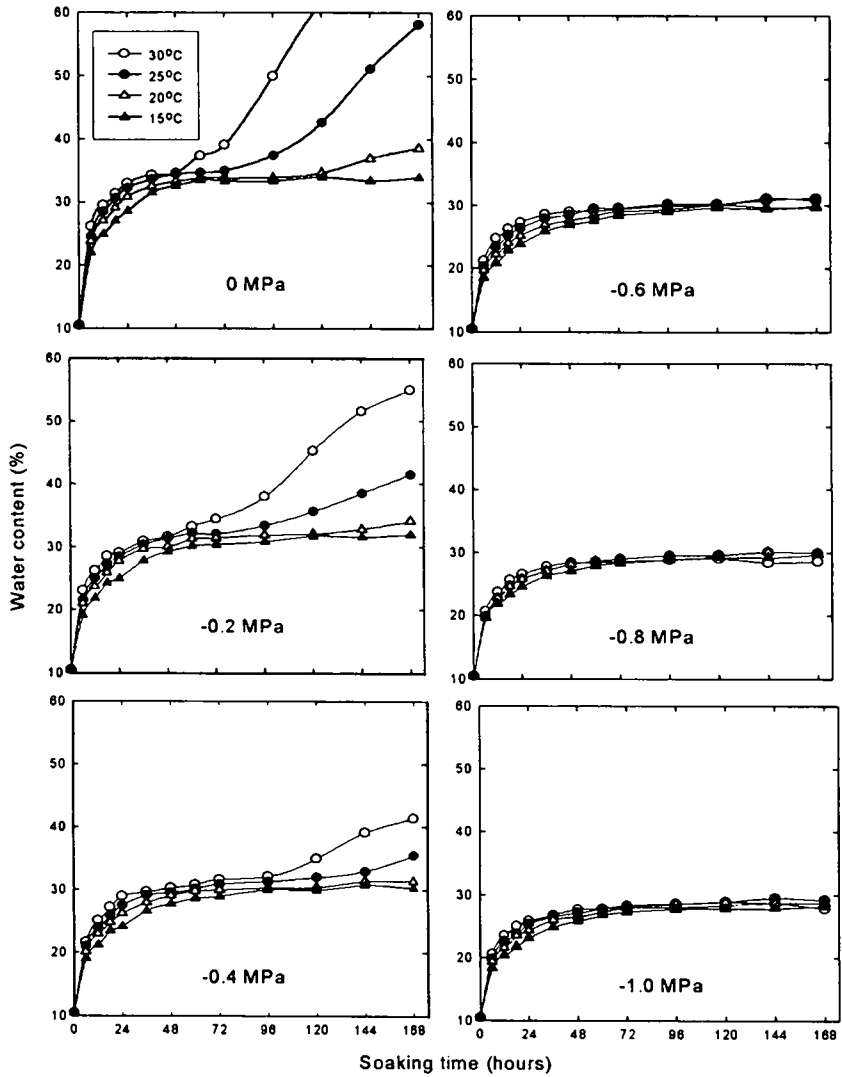 60
50
40
30
20
10
30ºC
25ºC
20ºC
15ºC
0 MPa
60
50
40
30
20
10
-0.6 MPa
Water content (%)
60
50
40
30
20
10
-0.2 MPa
60
50
40
30
20
10
-0.8 MPa
60
50
40
30
20
10
-0.4 MPa
0 24 48 72 96 120 144 168
60
50
40
30
20
10
-1.0 MPa
0 24 48 72 96 120 144 168
Soaking time (hours)